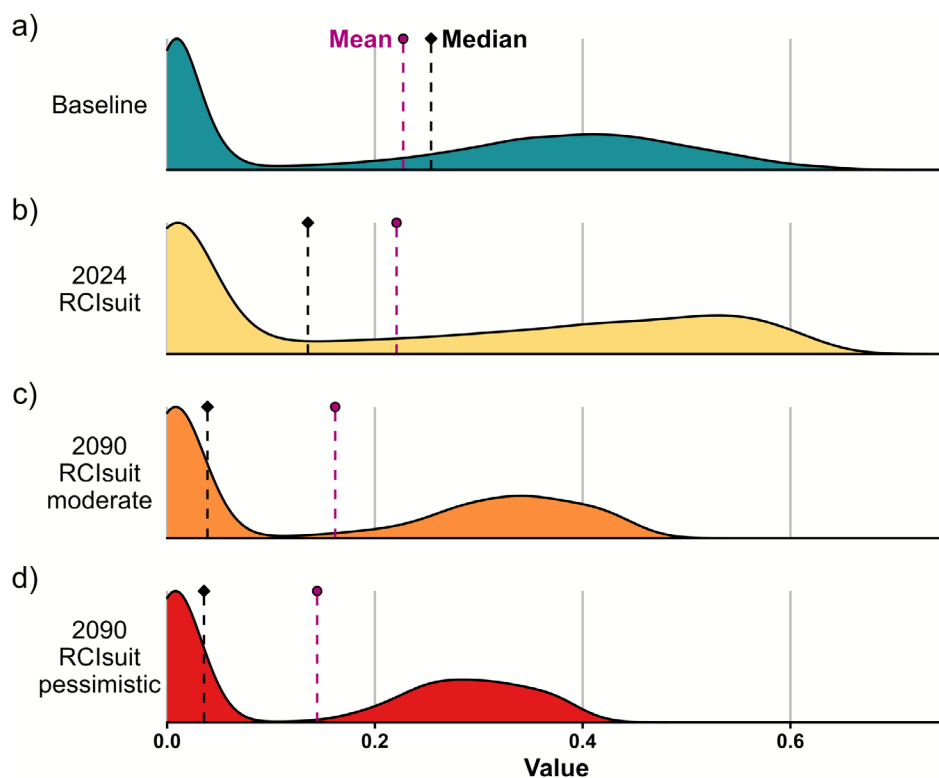 a)
Mean
Median
Baseline
b)
2024
RCIsuit
c)
2090
RCIsuit
moderate
d)
2090
RCIsuit
pessimistic
0.0
0.2
0.4
0.6
Value